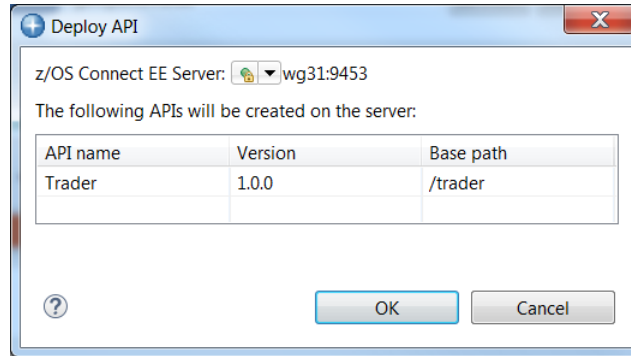 Deploy API
z/OS Connect EE Server: wg31:9453
The following APIs will be created on the server:
API name Version Base path
Trader 1.0.0 /trader
OK Cancel